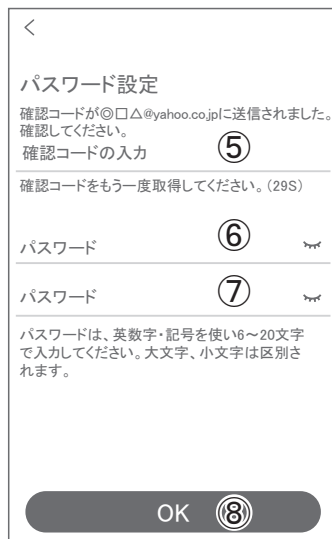 <
パスワード設定
確認コードが◎□△@yahoo.co.jpに送信されました。
確認してください。
確認コードの入力 ⑤
確認コードをもう一度取得してください。(29S)
パスワード ⑥
パスワード ⑦
パスワードは、英数字・記号を使い6～20文字
で入力してください。大文字、小文字は区別さ
れます。
OK ⑧